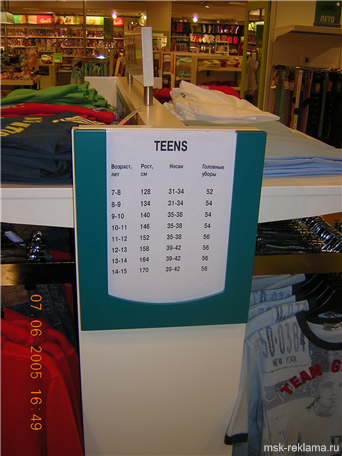 ЛЕТО
TEENS
Возраст, лет Рост, см Носки Головные уборы
7-8 128 31-34 52
8-9 134 31-34 54
9-10 140 35-38 54
10-11 146 35-38 54
11-12 152 35-38 56
12-13 158 39-42 56
13-14 164 39-42 56
14-15 170 39-42 56
07.06.2005 16:49
TEAM
msk-reklama.ru